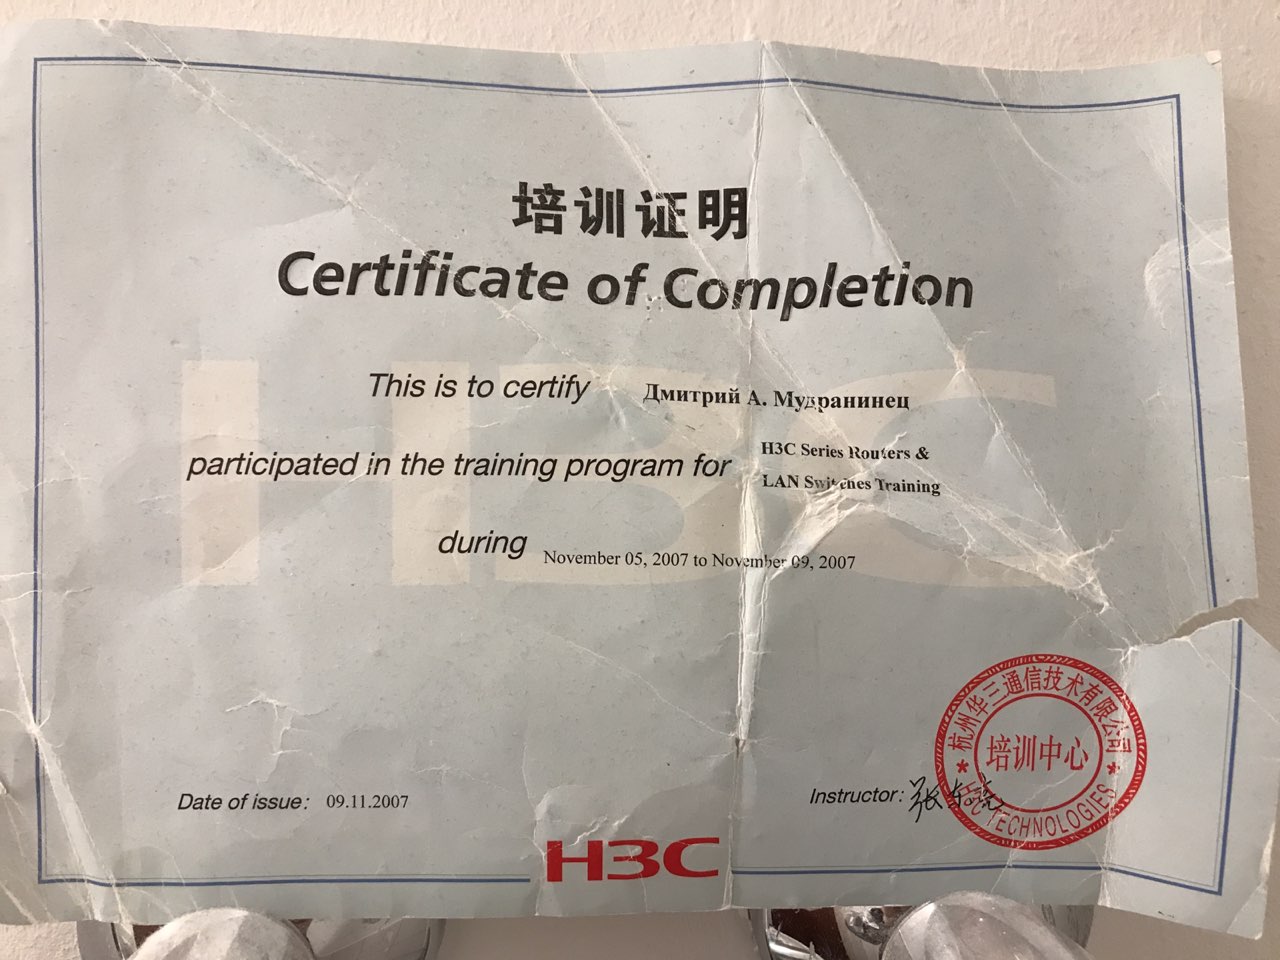 培训证明
Certificate of Completion
This is to certify Дмитрий А. Мудранинец
participated in the training program for H3C Series Routers &
LAN Switches Training
during November 05, 2007 to November 09, 2007
杭州华三通信技术有限公司
培训中心
H3C TECHNOLOGIES
Date of issue: 09.11.2007
Instructor:
H3C